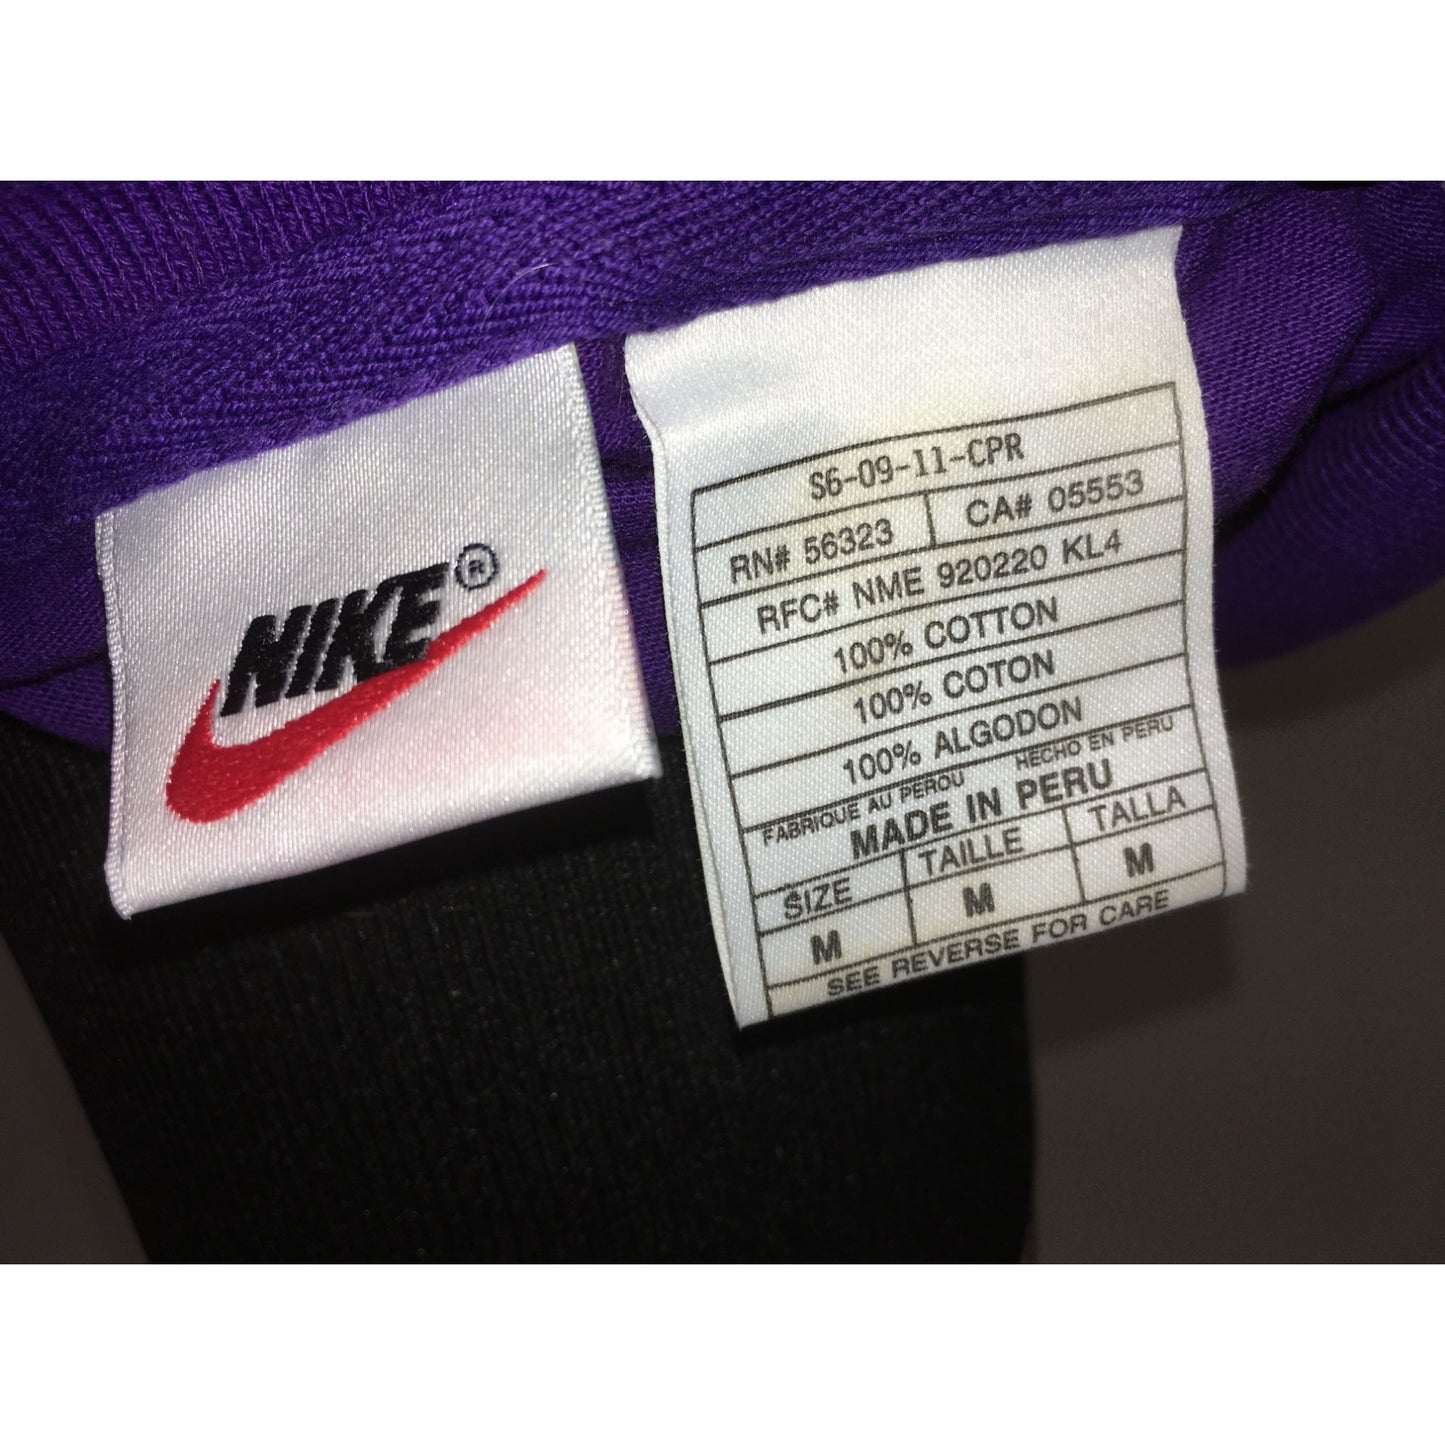 NIKE®
S6-09-11-CPR
RN# 56323 CA# 05553
RFC# NME 920220 KL4
100% COTTON
100% COTON
100% ALGODON
FABRIQUE AU PEROU HECHO EN PERU
MADE IN PERU
SIZE TAILLE TALLA
M M M
SEE REVERSE FOR CARE